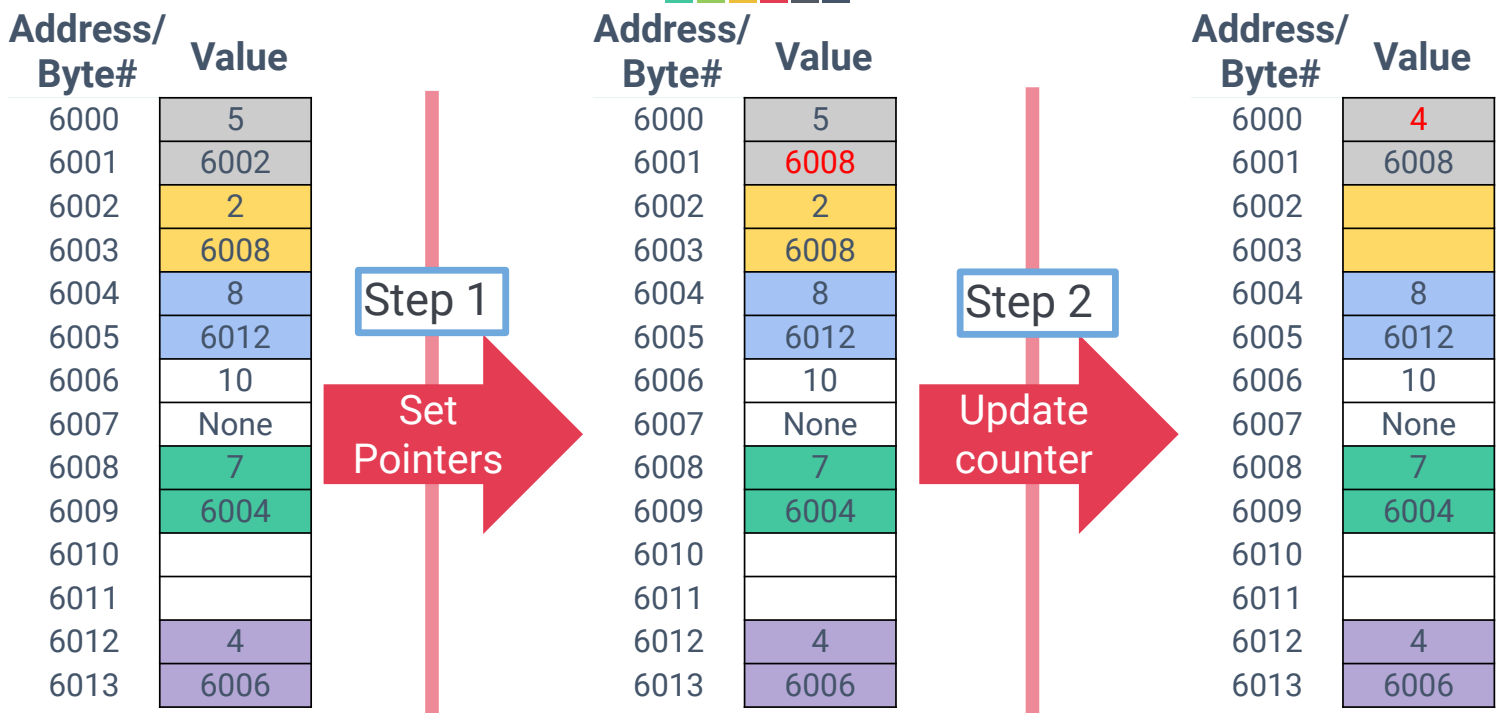 Address/ Address/ Address/
Byte# Value Byte# Value Byte# Value
6000 5 6000 5 6000 4
6001 6002 6001 6008 6001 6008
6002 2 6002 2 6002
6003 6008 6003 6008 6003
6004 8 Step 1 6004 8 Step 2 6004 8
6005 6012 6005 6012 6005 6012
6006 10 6006 10 6006 10
6007 None Set 6007 None Update 6007 None
6008 7 Pointers 6008 7 counter 6008 7
6009 6004 6009 6004 6009 6004
6010 6010 6010
6011 6011 6011
6012 4 6012 4 6012 4
6013 6006 6013 6006 6013 6006